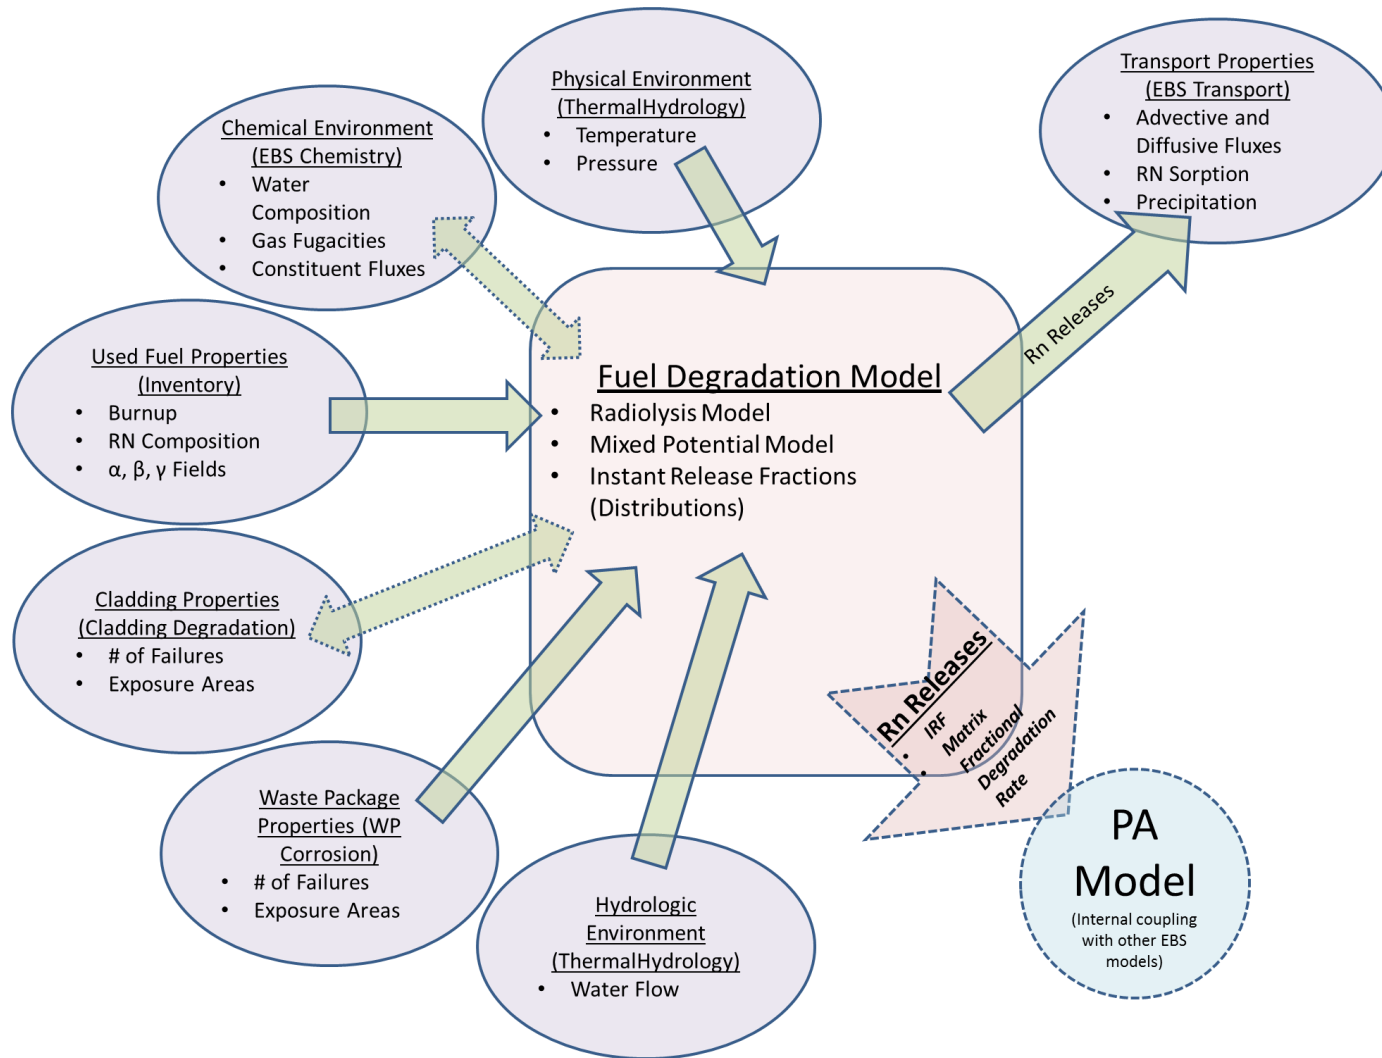 Physical Environment
(ThermalHydrology)
• Temperature
• Pressure
Transport Properties
(EBS Transport)
• Advective and
Diffusive Fluxes
• RN Sorption
• Precipitation
Chemical Environment
(EBS Chemistry)
• Water
Composition
• Gas Fugacities
• Constituent Fluxes
Rn Releases
Used Fuel Properties
(Inventory)
• Burnup
• RN Composition
• α, β, γ Fields
Fuel Degradation Model
• Radiolysis Model
• Mixed Potential Model
• Instant Release Fractions
(Distributions)
Cladding Properties
(Cladding Degradation)
• # of Failures
• Exposure Areas
Rn Releases
• IRF
• Matrix
Fractional
Degradation
Rate
Waste Package
Properties (WP
Corrosion)
• # of Failures
• Exposure Areas
Hydrologic
Environment
(ThermalHydrology)
• Water Flow
PA
Model
(Internal coupling
with other EBS
models)